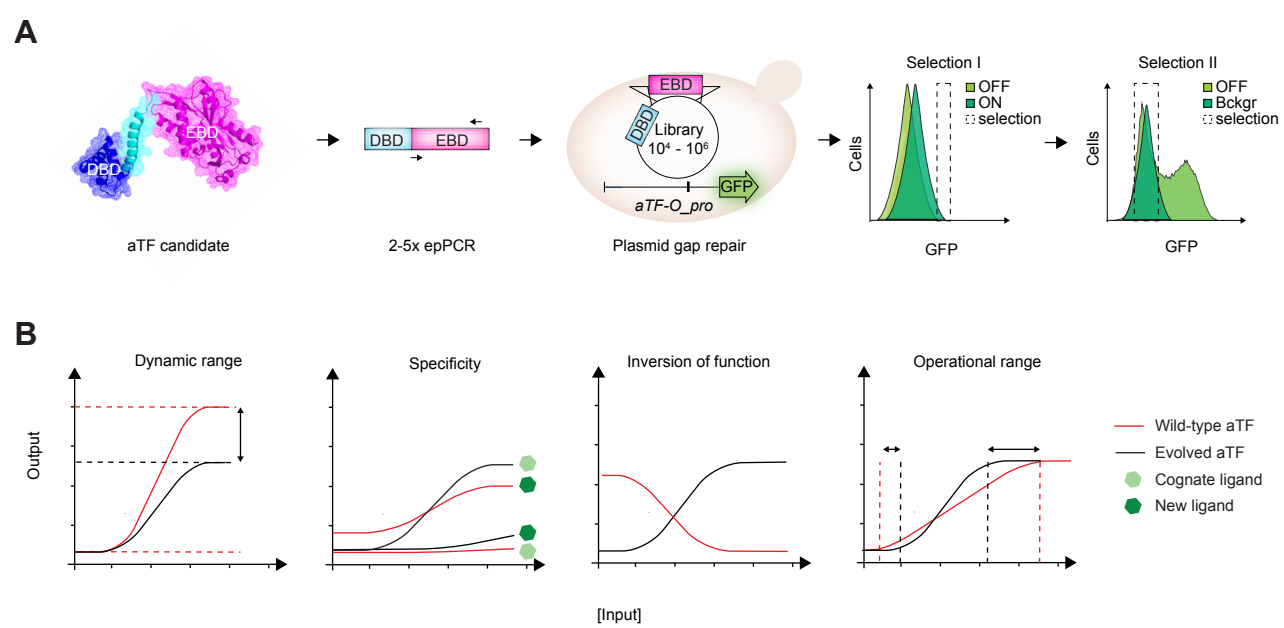 A
EBD
DBD
aTF candidate
DBD
EBD
2-5x epPCR
EBD
DBD
Library
10⁴ - 10⁶
GFP
aTF-O_pro
Plasmid gap repair
Selection I
OFF
ON
selection
Cells
GFP
Selection II
OFF
Bckgr
selection
Cells
GFP
B
Dynamic range
Specificity
Inversion of function
Operational range
Output
Wild-type aTF
Evolved aTF
Cognate ligand
New ligand
[Input]